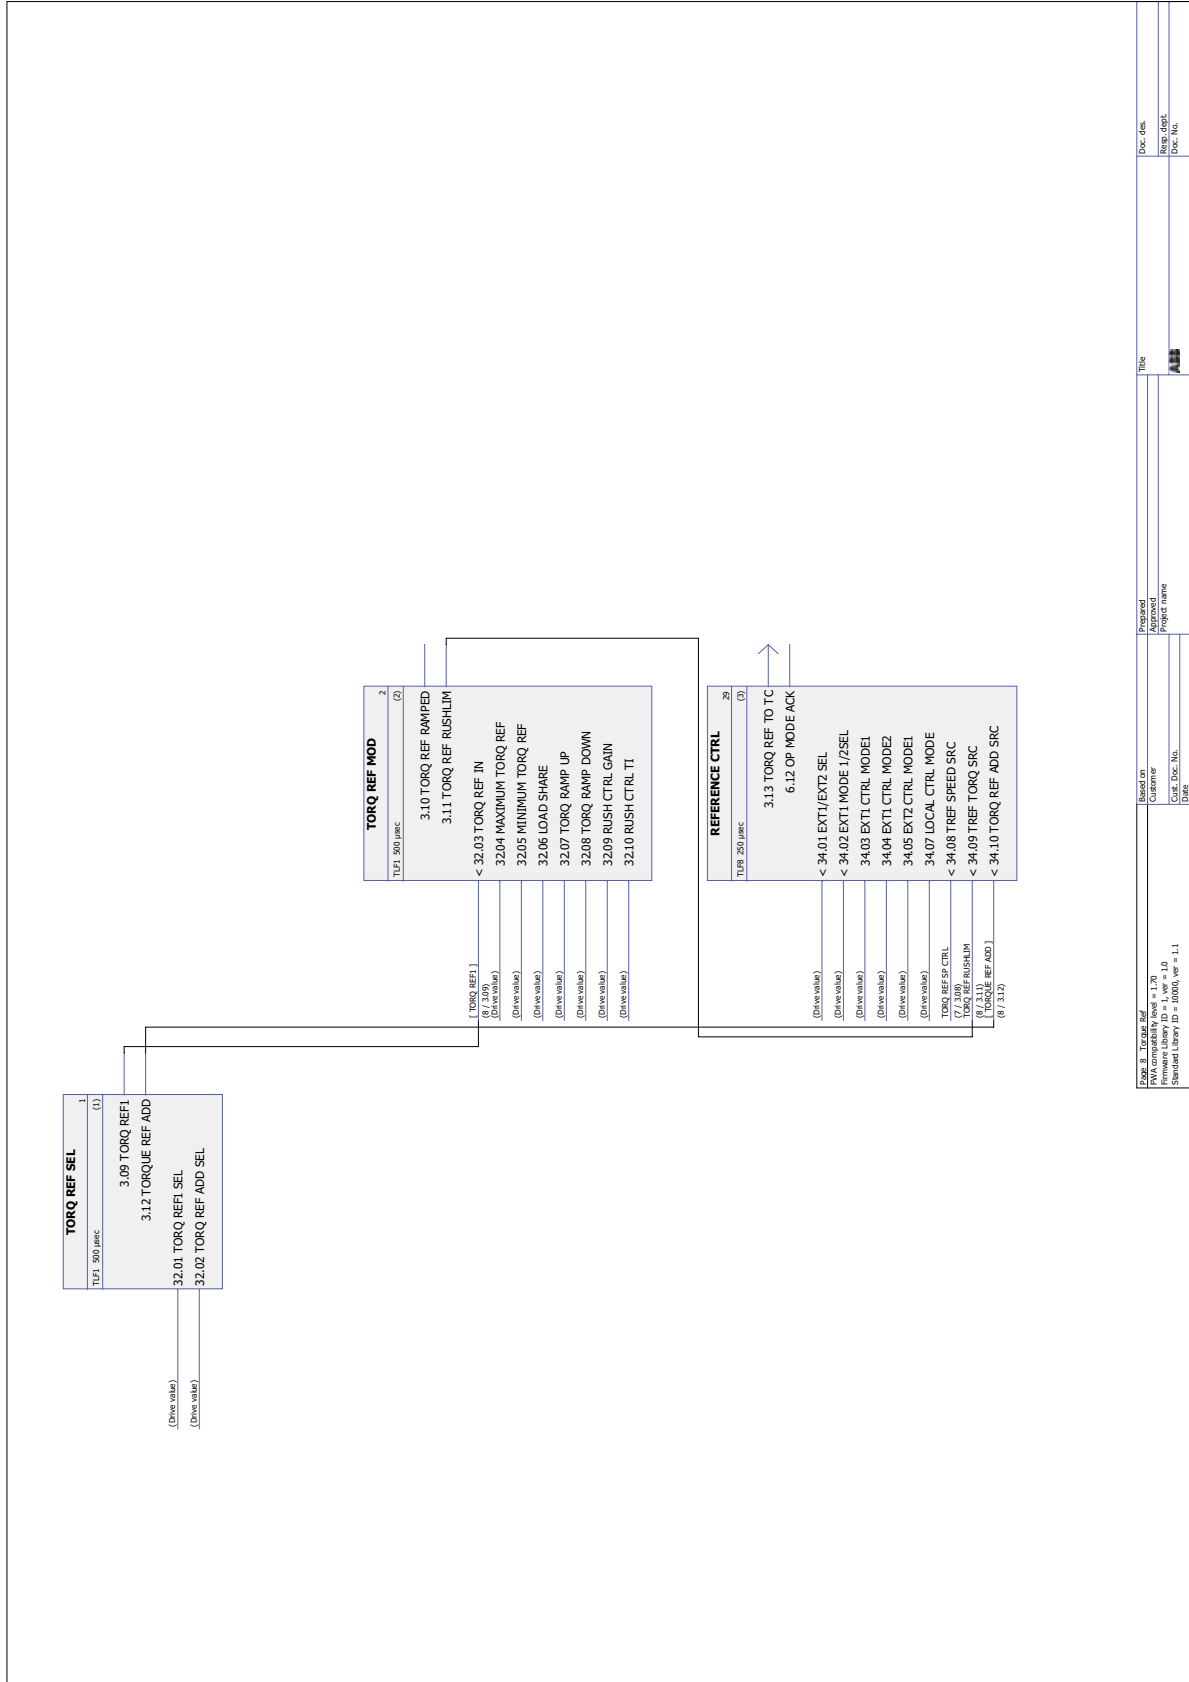 TORQ REF SEL
1
TLF1 500 µsec
(1)
3.09 TORQ REF1
3.12 TORQUE REF ADD
32.01 TORQ REF1 SEL
32.02 TORQ REF ADD SEL
(Drive value)
(Drive value)
TORQ REF MOD
2
TLF1 500 µsec
(2)
3.10 TORQ REF RAMPED
3.11 TORQ REF RUSHLIM
< 32.03 TORQ REF IN
32.04 MAXIMUM TORQ REF
32.05 MINIMUM TORQ REF
32.06 LOAD SHARE
32.07 TORQ RAMP UP
32.08 TORQ RAMP DOWN
32.09 RUSH CTRL GAIN
32.10 RUSH CTRL TI
[ TORQ REF1 ]
(8 / 3.09)
(Drive value)
(Drive value)
(Drive value)
(Drive value)
(Drive value)
(Drive value)
(Drive value)
REFERENCE CTRL
29
TLF8 250 µsec
(3)
3.13 TORQ REF TO TC
6.12 OP MODE ACK
< 34.01 EXT1/EXT2 SEL
< 34.02 EXT1 MODE 1/2SEL
34.03 EXT1 CTRL MODE1
34.04 EXT1 CTRL MODE2
34.05 EXT2 CTRL MODE1
34.07 LOCAL CTRL MODE
< 34.08 TREF SPEED SRC
< 34.09 TREF TORQ SRC
< 34.10 TORQ REF ADD SRC
(Drive value)
(Drive value)
(Drive value)
(Drive value)
(Drive value)
(Drive value)
TORQ REF SP CTRL
(7 / 3.08)
TORQ REF RUSHLIM
(8 / 3.11)
[ TORQUE REF ADD ]
(8 / 3.12)
Page 8 Torque Ref
FWA compatibility level = 1.70
Firmware Library ID = 1, ver = 1.0
Standard Library ID = 10000, ver = 1.1
Based on
Customer
Cust. Doc. No.
Date
Prepared
Approved
Project name
Title
ABB
Doc. des.
Resp. dept.
Doc. No.